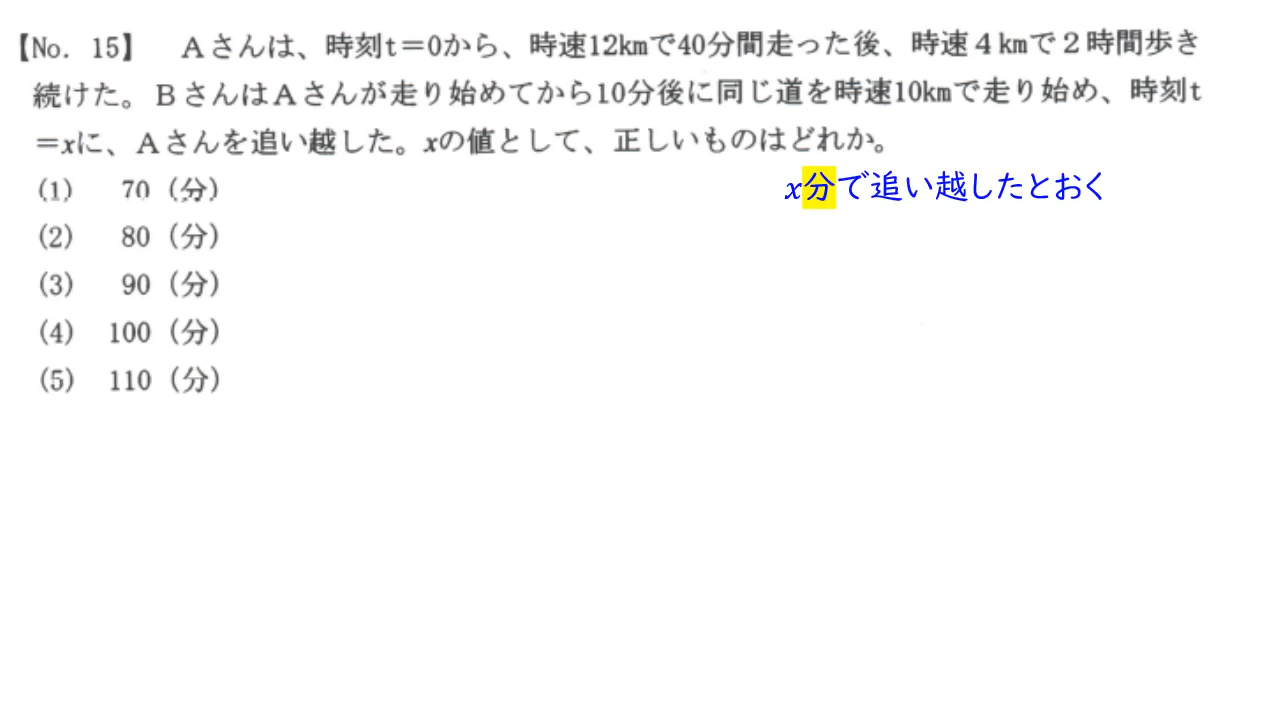 【No. 15】　Ａさんは、時刻t＝0から、時速12kmで40分間走った後、時速４kmで２時間歩き
続けた。ＢさんはＡさんが走り始めてから10分後に同じ道を時速10kmで走り始め、時刻t
＝xに、Ａさんを追い越した。xの値として、正しいものはどれか。
x分で追い越したとおく
(1)　70（分）
(2)　80（分）
(3)　90（分）
(4)　100（分）
(5)　110（分）